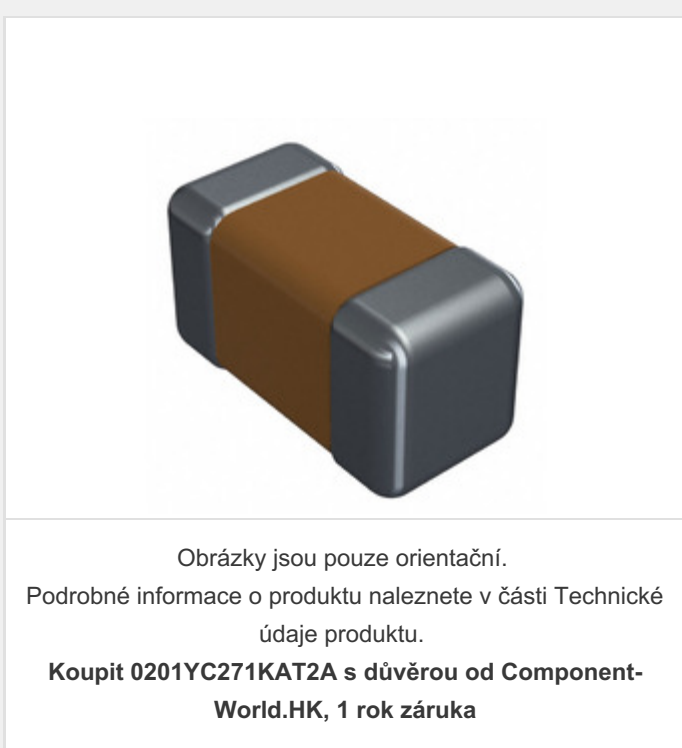 Obrázky jsou pouze orientační.
Podrobné informace o produktu naleznete v části Technické
údaje produktu.
Koupit 0201YC271KAT2A s důvěrou od Component-
World.HK, 1 rok záruka